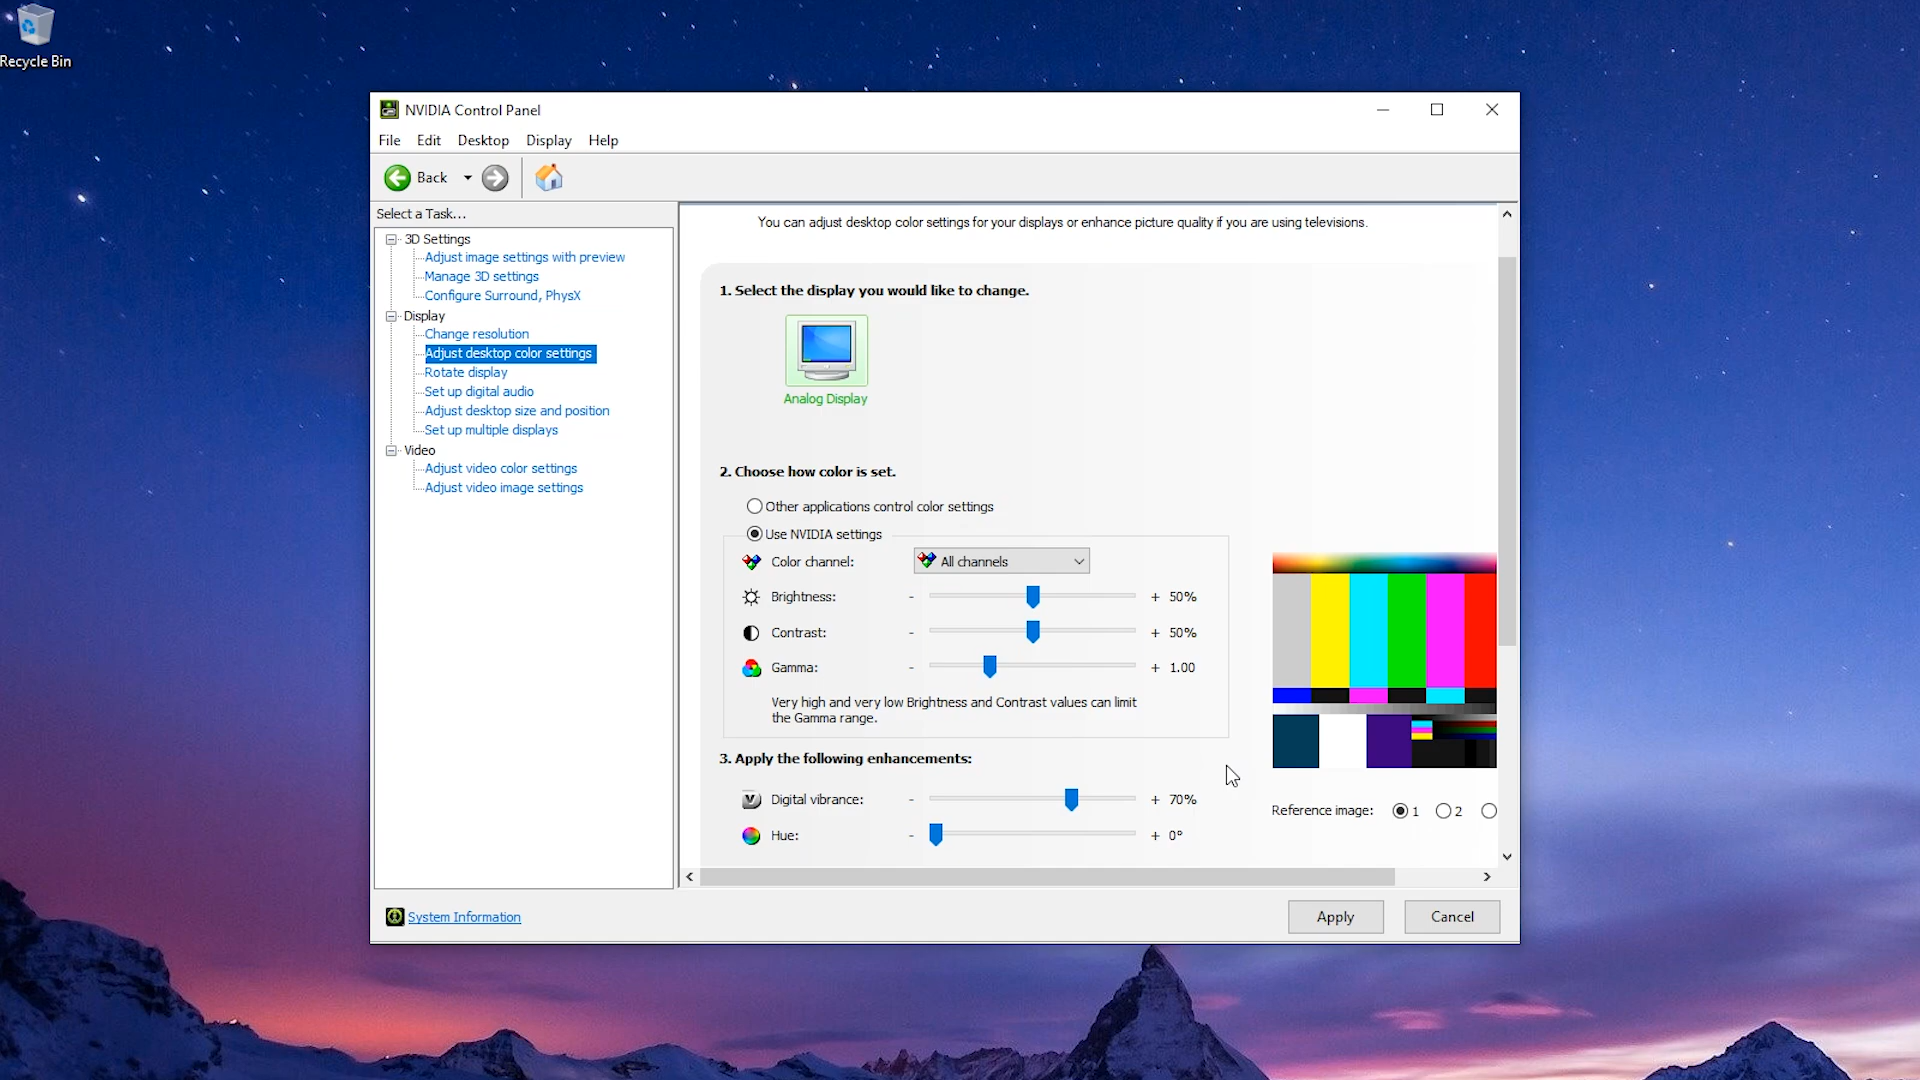 Recycle Bin
NVIDIA Control Panel
File Edit Desktop Display Help
Back
Select a Task...
3D Settings
Adjust image settings with preview
Manage 3D settings
Configure Surround, PhysX
Display
Change resolution
Adjust desktop color settings
Rotate display
Set up digital audio
Adjust desktop size and position
Set up multiple displays
Video
Adjust video color settings
Adjust video image settings
System Information
You can adjust desktop color settings for your displays or enhance picture quality if you are using televisions.
1. Select the display you would like to change.
Analog Display
2. Choose how color is set.
Other applications control color settings
Use NVIDIA settings
Color channel: All channels
Brightness: - + 50%
Contrast: - + 50%
Gamma: - + 1.00
Very high and very low Brightness and Contrast values can limit
the Gamma range.
3. Apply the following enhancements:
Digital vibrance: - + 70%
Hue: - + 0°
Reference image: 1 2
Apply Cancel